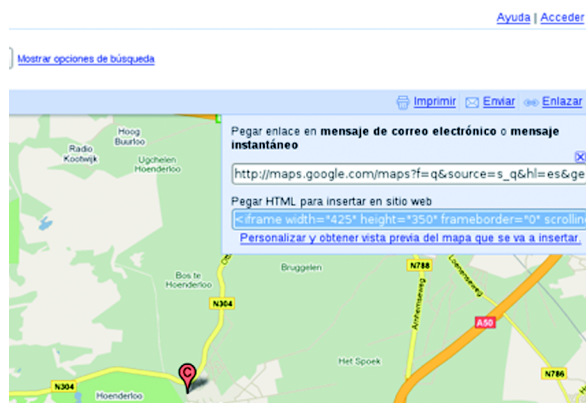 Ayuda | Acceder
Mostrar opciones de búsqueda
Imprimir Enviar Enlazar
Pegar enlace en mensaje de correo electrónico o mensaje
instantáneo
http://maps.google.com/maps?f=q&source=s_q&hl=es&ge
Pegar HTML para insertar en sitio web
<iframe width="425" height="350" frameborder="0" scrolling
Personalizar y obtener vista previa del mapa que se va a insertar.
Hoog
Buurloo
Radio
Kootwijk
Ugchelen
Hoenderloo
Bruggelen
N788
Loenenseweg
Bos te
Hoenderloo
Arnhemseweg
N304
A50
Het Spoek
C
N786
N304
Hoenderloo